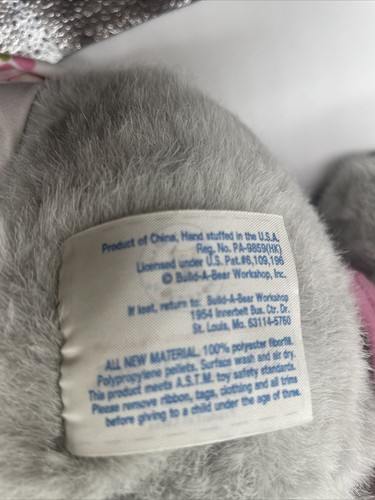 Product of China, Hand stuffed in the U.S.A.
Reg. No. PA-9859(HK)
Licensed under U.S. Pat.#6,109,196
© Build-A-Bear Workshop, Inc.
If lost, return to: Build-A-Bear Workshop
1954 Innerbelt Bus. Ctr. Dr.
St. Louis, Mo. 63114-5760
ALL NEW MATERIAL. 100% polyester fiberfill.
Polypropylene pellets. Surface wash and air dry.
This product meets A.S.T.M. toy safety standards.
Please remove ribbon, tags, clothing and all trims
before giving to a child under the age of three.